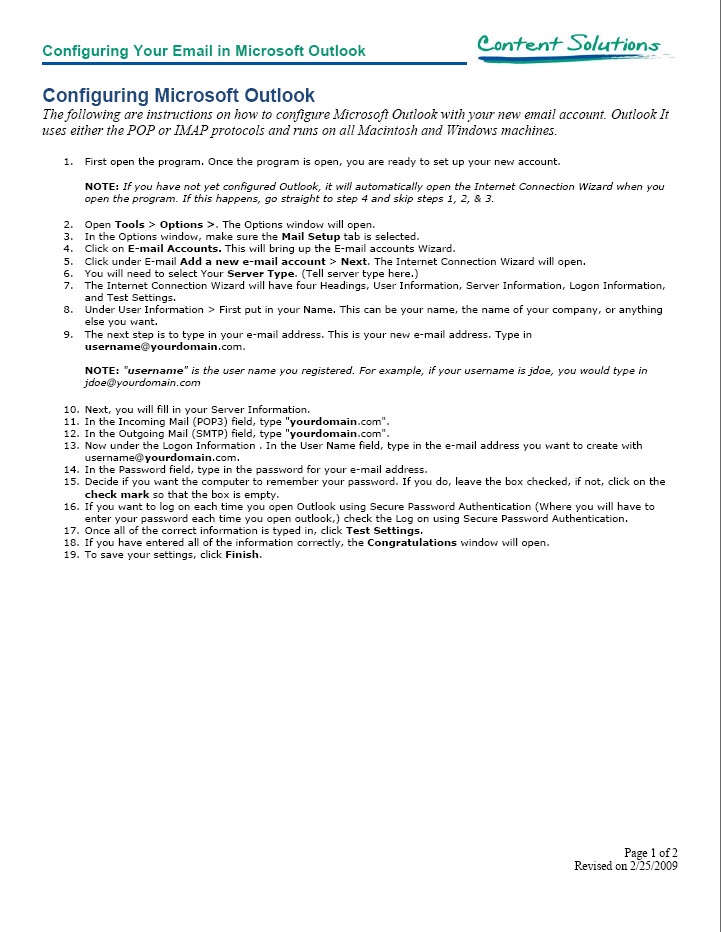 Configuring Your Email in Microsoft Outlook
Content Solutions
Configuring Microsoft Outlook
The following are instructions on how to configure Microsoft Outlook with your new email account. Outlook It
uses either the POP or IMAP protocols and runs on all Macintosh and Windows machines.
1. First open the program. Once the program is open, you are ready to set up your new account.
NOTE: If you have not yet configured Outlook, it will automatically open the Internet Connection Wizard when you
open the program. If this happens, go straight to step 4 and skip steps 1, 2, & 3.
2. Open Tools > Options >. The Options window will open.
3. In the Options window, make sure the Mail Setup tab is selected.
4. Click on E-mail Accounts. This will bring up the E-mail accounts Wizard.
5. Click under E-mail Add a new e-mail account > Next. The Internet Connection Wizard will open.
6. You will need to select Your Server Type. (Tell server type here.)
7. The Internet Connection Wizard will have four Headings, User Information, Server Information, Logon Information,
and Test Settings.
8. Under User Information > First put in your Name. This can be your name, the name of your company, or anything
else you want.
9. The next step is to type in your e-mail address. This is your new e-mail address. Type in
username@yourdomain.com.
NOTE: "username" is the user name you registered. For example, if your username is jdoe, you would type in
jdoe@yourdomain.com
10. Next, you will fill in your Server Information.
11. In the Incoming Mail (POP3) field, type "yourdomain.com".
12. In the Outgoing Mail (SMTP) field, type "yourdomain.com".
13. Now under the Logon Information . In the User Name field, type in the e-mail address you want to create with
username@yourdomain.com.
14. In the Password field, type in the password for your e-mail address.
15. Decide if you want the computer to remember your password. If you do, leave the box checked, if not, click on the
check mark so that the box is empty.
16. If you want to log on each time you open Outlook using Secure Password Authentication (Where you will have to
enter your password each time you open outlook,) check the Log on using Secure Password Authentication.
17. Once all of the correct information is typed in, click Test Settings.
18. If you have entered all of the information correctly, the Congratulations window will open.
19. To save your settings, click Finish.
Page 1 of 2
Revised on 2/25/2009